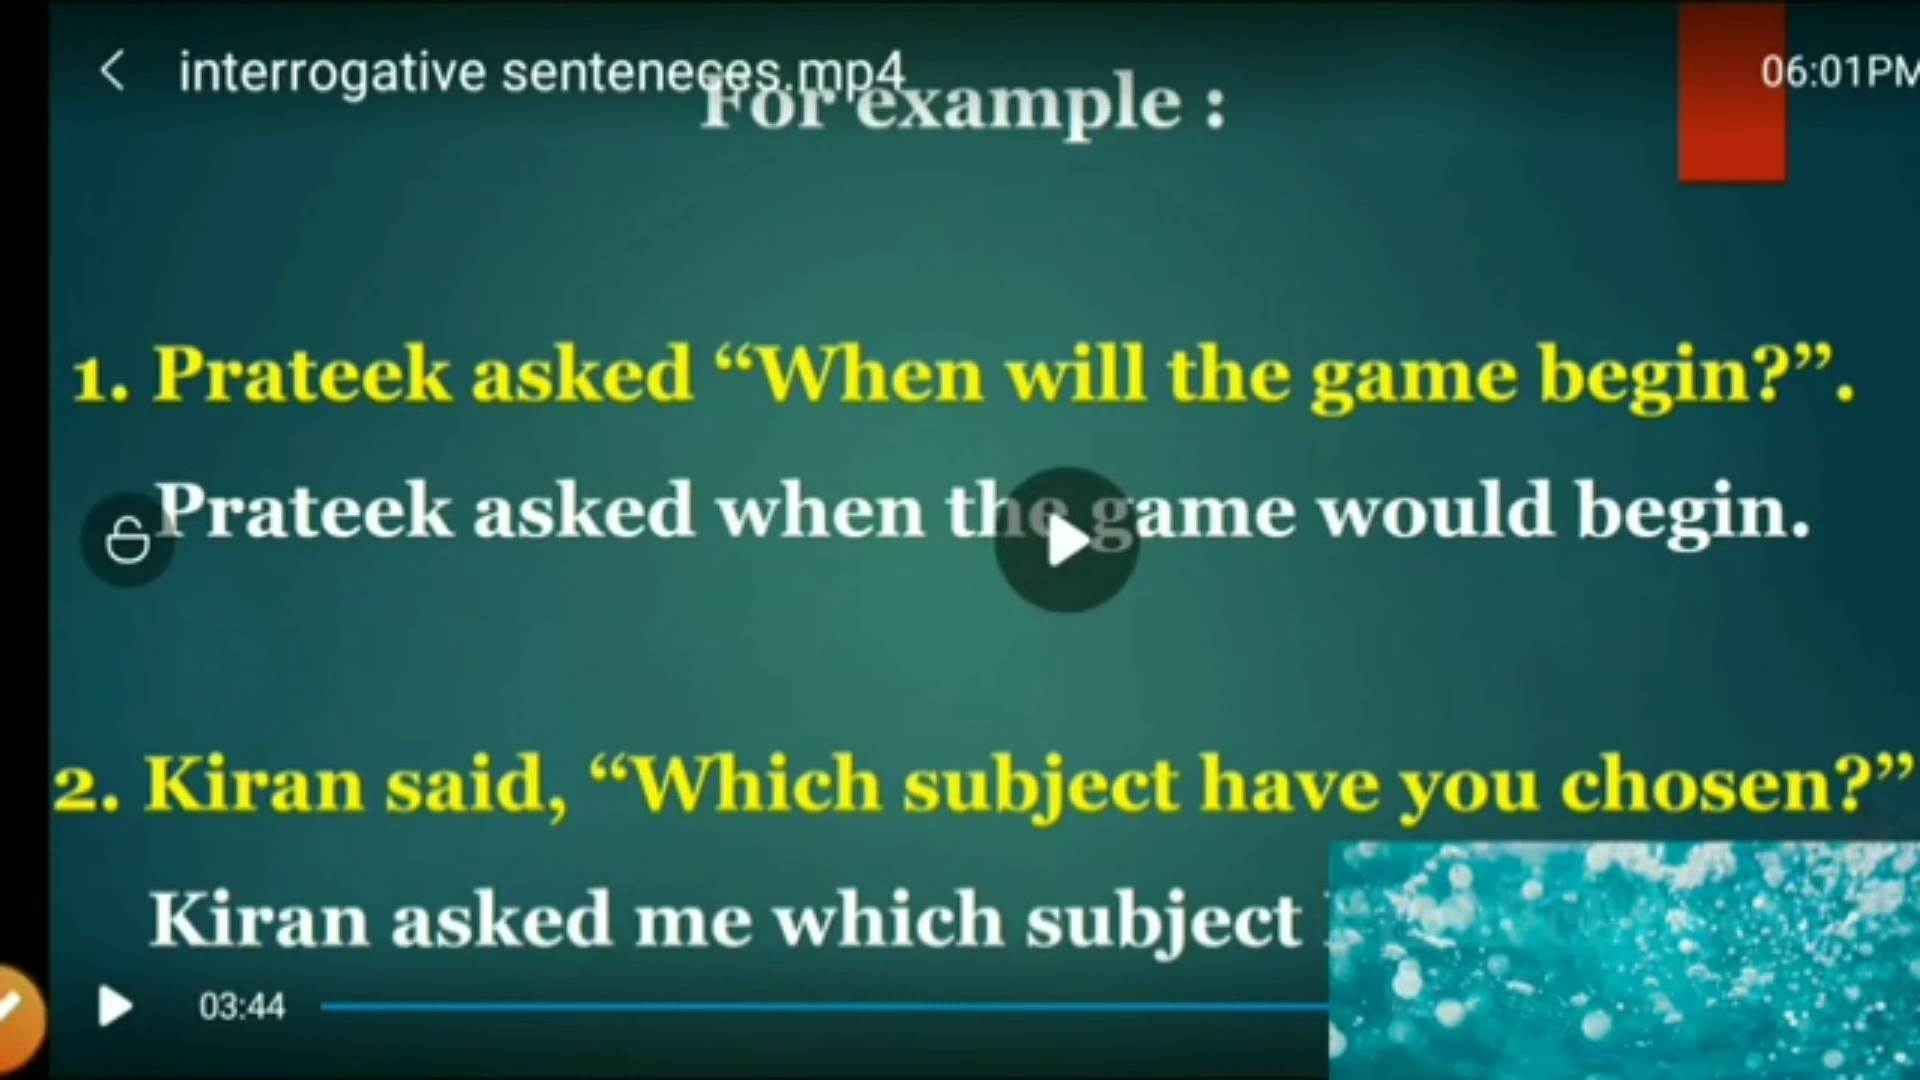 interrogative senteneces.mp4
06:01PM
For example :
1. Prateek asked “When will the game begin?”.
Prateek asked when the game would begin.
2. Kiran said, “Which subject have you chosen?”
Kiran asked me which subject
03:44